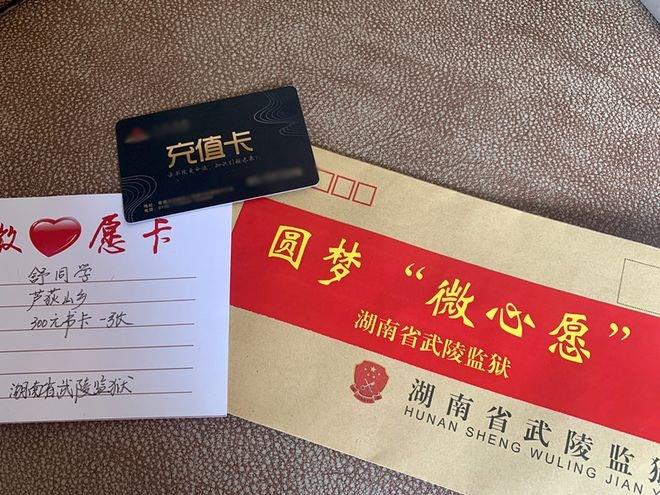 充值卡
愿卡
舒同学
芦荻山乡
300元书卡一张
湖南省武陵监狱
圆梦“微心愿”
湖南省武陵监狱
湖南省武陵监
HUNAN SHENG WULING JIAN